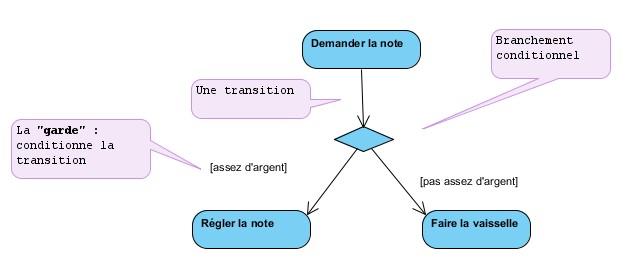 Demander la note
Branchement
conditionnel
Une transition
La "garde" :
conditionne la
transition
[assez d'argent]
[pas assez d'argent]
Régler la note
Faire la vaisselle